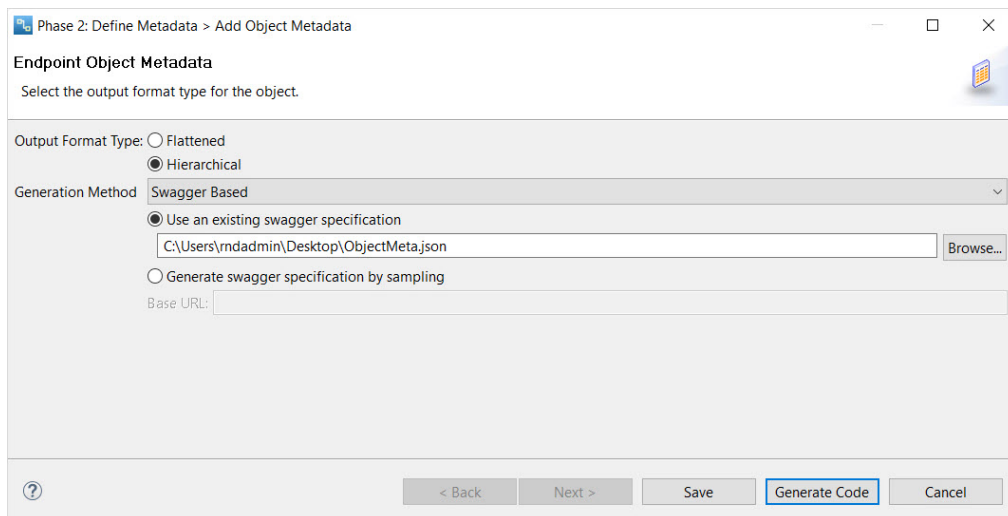 Phase 2: Define Metadata > Add Object Metadata
Endpoint Object Metadata
Select the output format type for the object.
Output Format Type: Flattened
Hierarchical
Generation Method Swagger Based
Use an existing swagger specification
C:\Users\rndadmin\Desktop\ObjectMeta.json Browse...
Generate swagger specification by sampling
Base URL:
? < Back Next > Save Generate Code Cancel